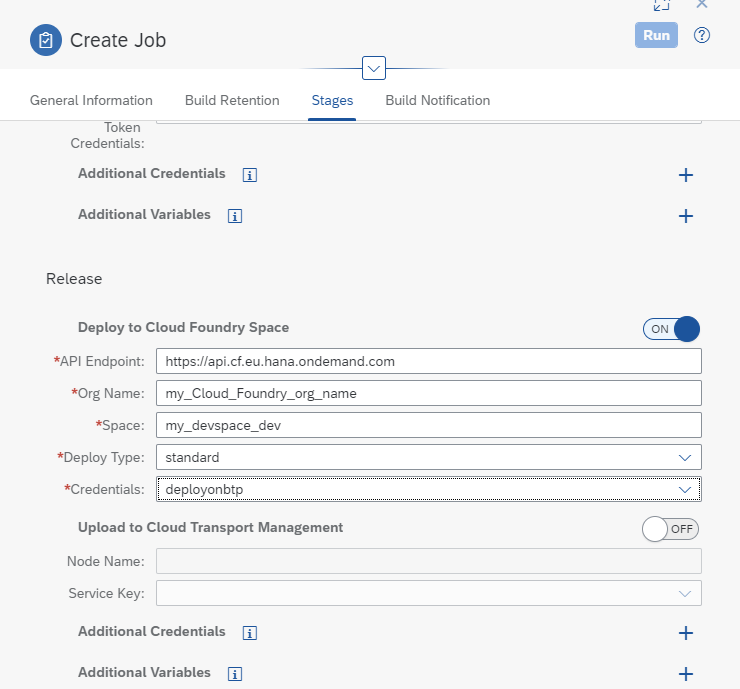 Create Job
Run
General Information Build Retention Stages Build Notification
Token
Credentials:
Additional Credentials
Additional Variables
Release
Deploy to Cloud Foundry Space ON
*API Endpoint: https://api.cf.eu.hana.ondemand.com
*Org Name: my_Cloud_Foundry_org_name
*Space: my_devspace_dev
*Deploy Type: standard
*Credentials: deployonbtp
Upload to Cloud Transport Management OFF
Node Name:
Service Key:
Additional Credentials
Additional Variables